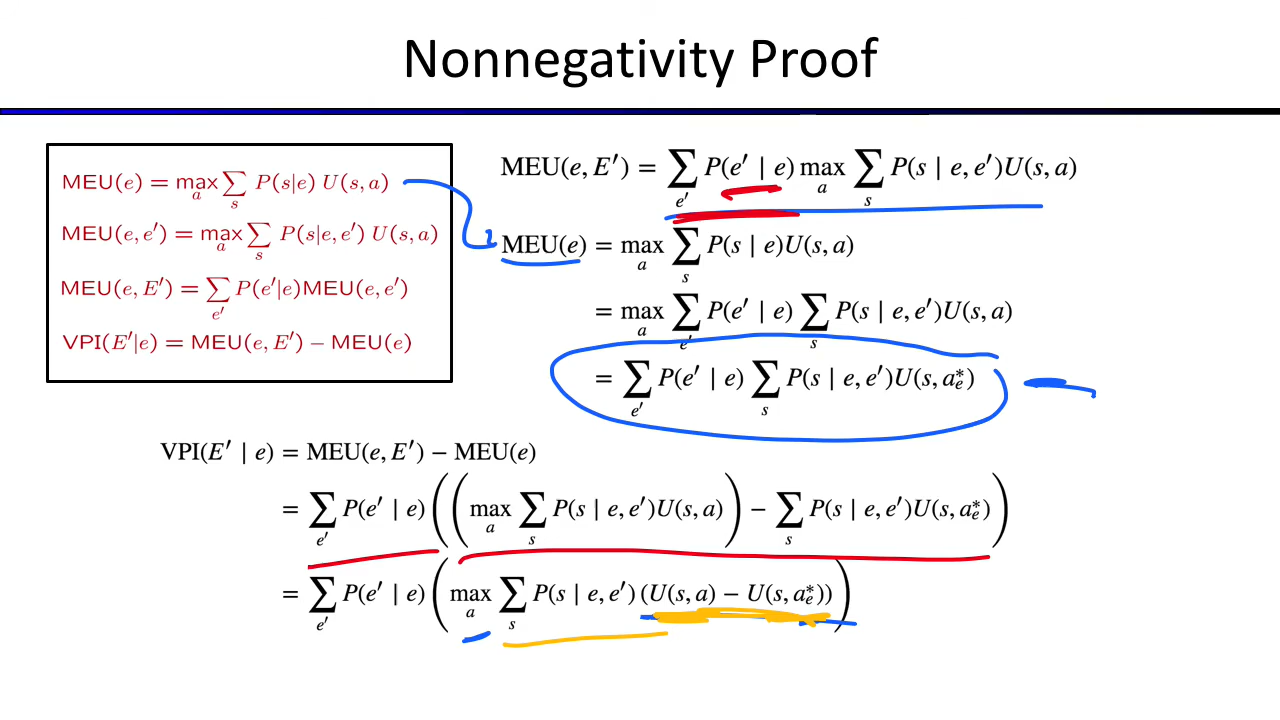 Nonnegativity Proof
MEU(e) = max_a ∑_s P(s|e) U(s,a)
MEU(e,e′) = max_a ∑_s P(s|e,e′) U(s,a)
MEU(e,E′) = ∑_e′ P(e′|e)MEU(e,e′)
VPI(E′|e) = MEU(e,E′) − MEU(e)
MEU(e, E′) = ∑_e′ P(e′ | e) max_a ∑_s P(s | e, e′)U(s, a)
MEU(e) = max_a ∑_s P(s | e)U(s, a)
= max_a ∑_e′ P(e′ | e) ∑_s P(s | e, e′)U(s, a)
= ∑_e′ P(e′ | e) ∑_s P(s | e, e′)U(s, a*_e)
VPI(E′ | e) = MEU(e, E′) − MEU(e)
= ∑_e′ P(e′ | e) ( ( max_a ∑_s P(s | e, e′)U(s, a) ) − ∑_s P(s | e, e′)U(s, a*_e) )
= ∑_e′ P(e′ | e) ( max_a ∑_s P(s | e, e′) (U(s, a) − U(s, a*_e)) )